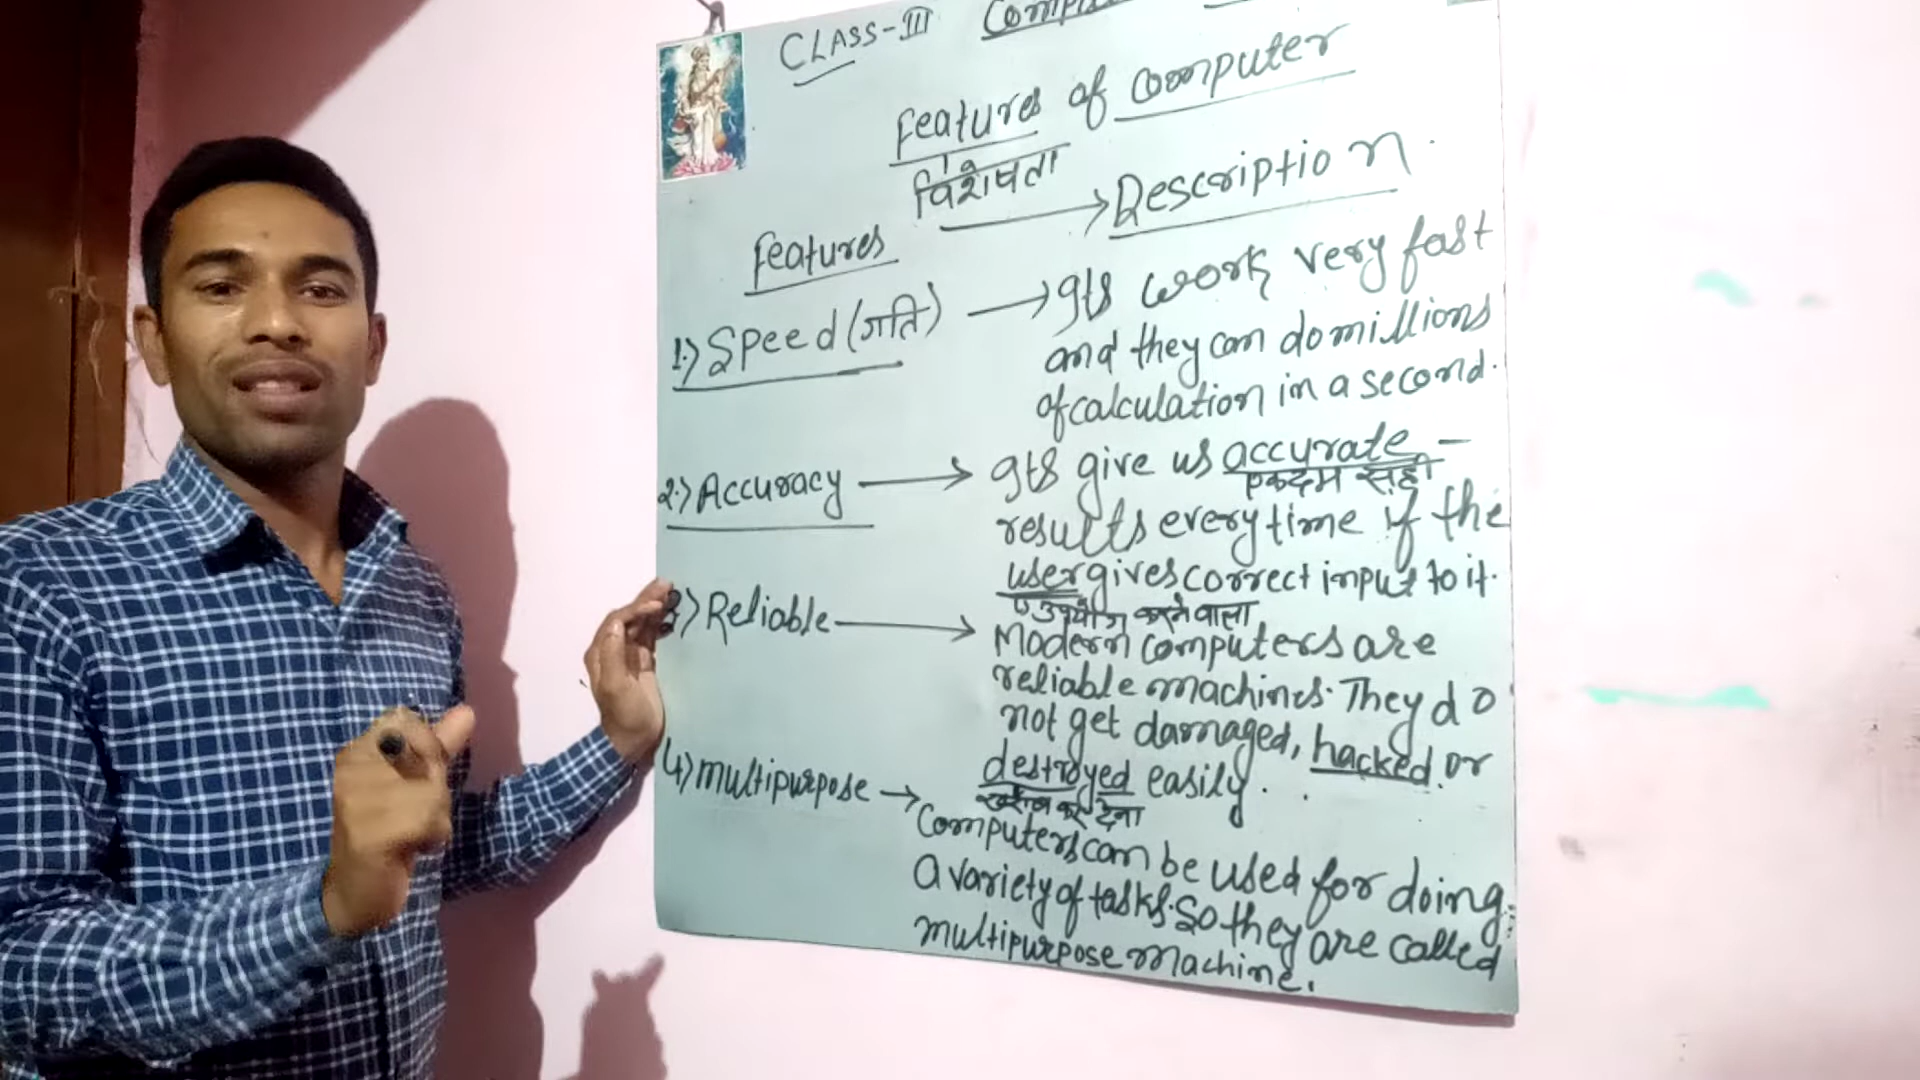 CLASS-III
Features of computer
विशेषता
Features → Description.
1.) Speed (गति) → Its work very fast
and they can do millions
of calculation in a second.
2.) Accuracy → Its give us accurate -
एकदम सही
results every time if the
user gives correct input to it.
उपयोग करने वाला
3) Reliable → Modern computers are
reliable machines. They do
not get damaged, hacked or
destroyed easily.
खराब कर देना
4) multipurpose → Computers can be used for doing
a variety of tasks. So they are called
multipurpose machine.